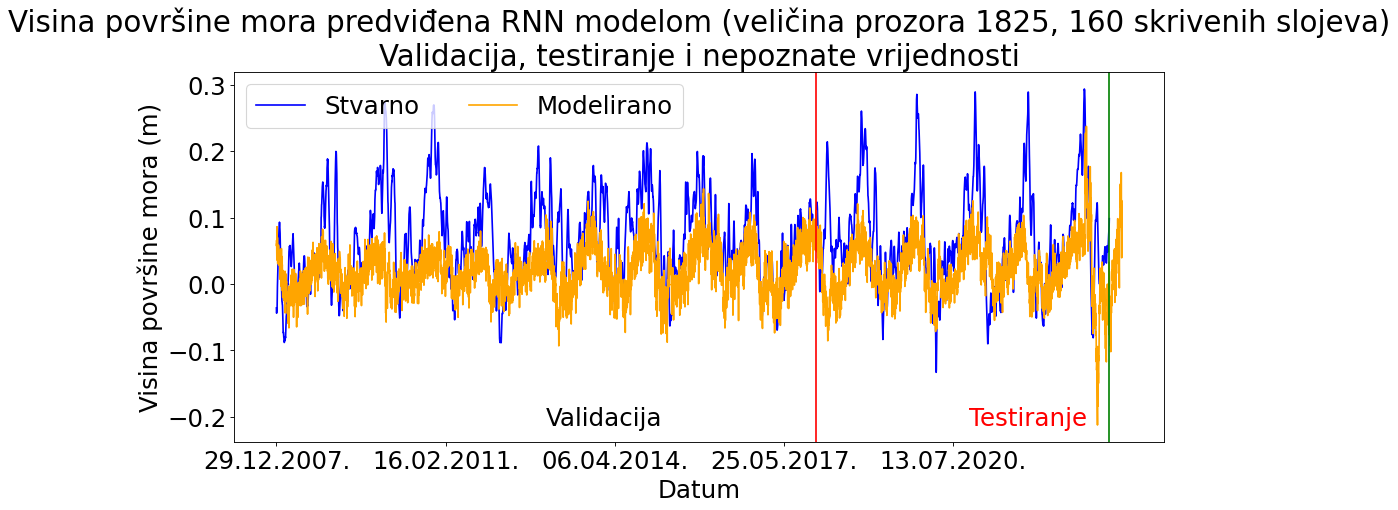 Visina površine mora predviđena RNN modelom (veličina prozora 1825, 160 skrivenih slojeva)
Validacija, testiranje i nepoznate vrijednosti
Stvarno
Modelirano
Visina površine mora (m)
0.3
0.2
0.1
0.0
−0.1
−0.2
Validacija
Testiranje
29.12.2007.
16.02.2011.
06.04.2014.
25.05.2017.
13.07.2020.
Datum